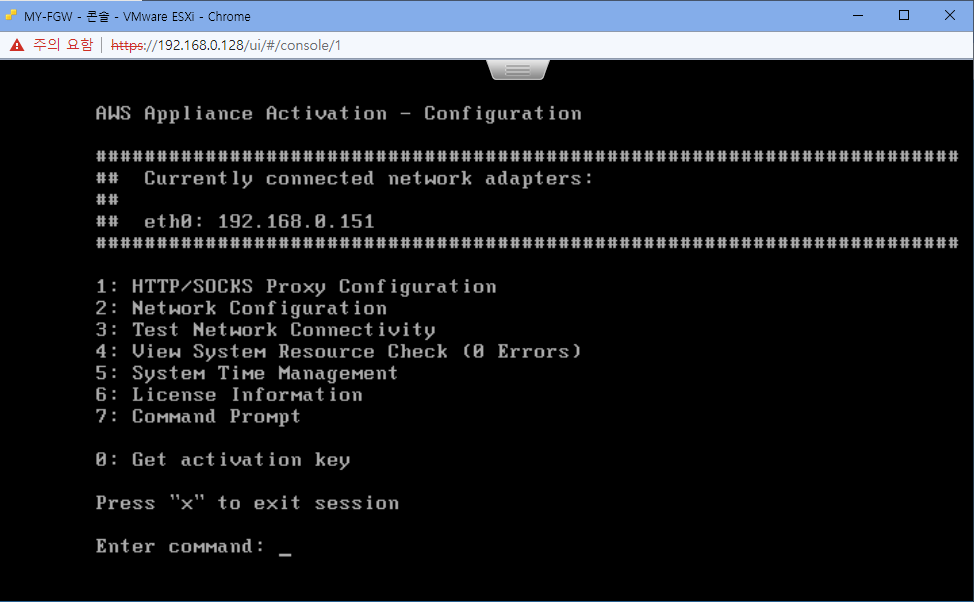 MY-FGW - 콘솔 - VMware ESXi - Chrome
주의 요함 | https://192.168.0.128/ui/#/console/1
AWS Appliance Activation - Configuration
#######################################################################
## Currently connected network adapters:
##
## eth0: 192.168.0.151
#######################################################################
1: HTTP/SOCKS Proxy Configuration
2: Network Configuration
3: Test Network Connectivity
4: View System Resource Check (0 Errors)
5: System Time Management
6: License Information
7: Command Prompt
0: Get activation key
Press "x" to exit session
Enter command: _